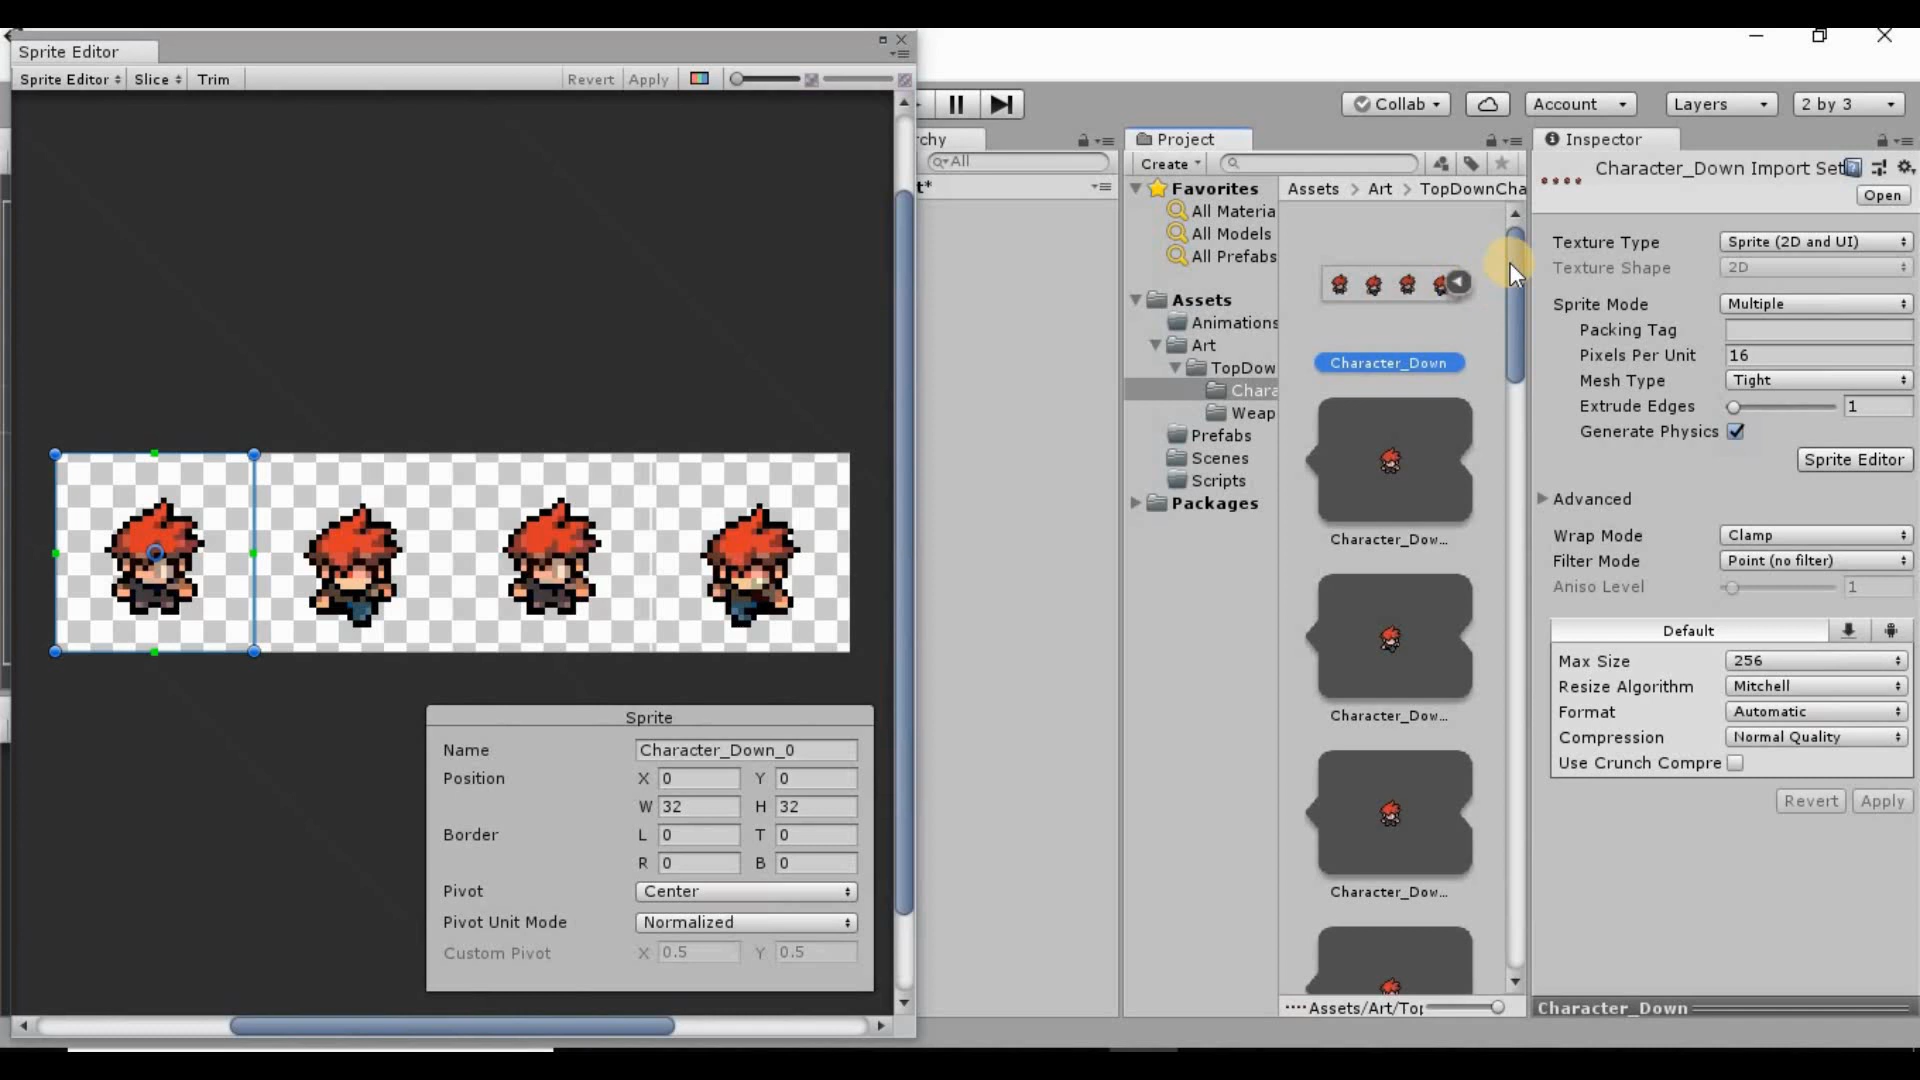 Sprite Editor
Sprite Editor Slice Trim Revert Apply
Collab Account Layers 2 by 3
rchy
All
t*
Project
Create
Favorites
All Materia
All Models
All Prefabs
Assets
Animations
Art
TopDow
Chara
Weap
Prefabs
Scenes
Scripts
Packages
Assets > Art > TopDownCha
Character_Down
Character_Dow...
Character_Dow...
Character_Dow...
Assets/Art/Top
Inspector
Character_Down Import Set
Open
Texture Type Sprite (2D and UI)
Texture Shape 2D
Sprite Mode Multiple
Packing Tag
Pixels Per Unit 16
Mesh Type Tight
Extrude Edges 1
Generate Physics
Sprite Editor
Advanced
Wrap Mode Clamp
Filter Mode Point (no filter)
Aniso Level 1
Default
Max Size 256
Resize Algorithm Mitchell
Format Automatic
Compression Normal Quality
Use Crunch Compre
Revert Apply
Character_Down
Sprite
Name Character_Down_0
Position X 0 Y 0
W 32 H 32
Border L 0 T 0
R 0 B 0
Pivot Center
Pivot Unit Mode Normalized
Custom Pivot X 0.5 Y 0.5